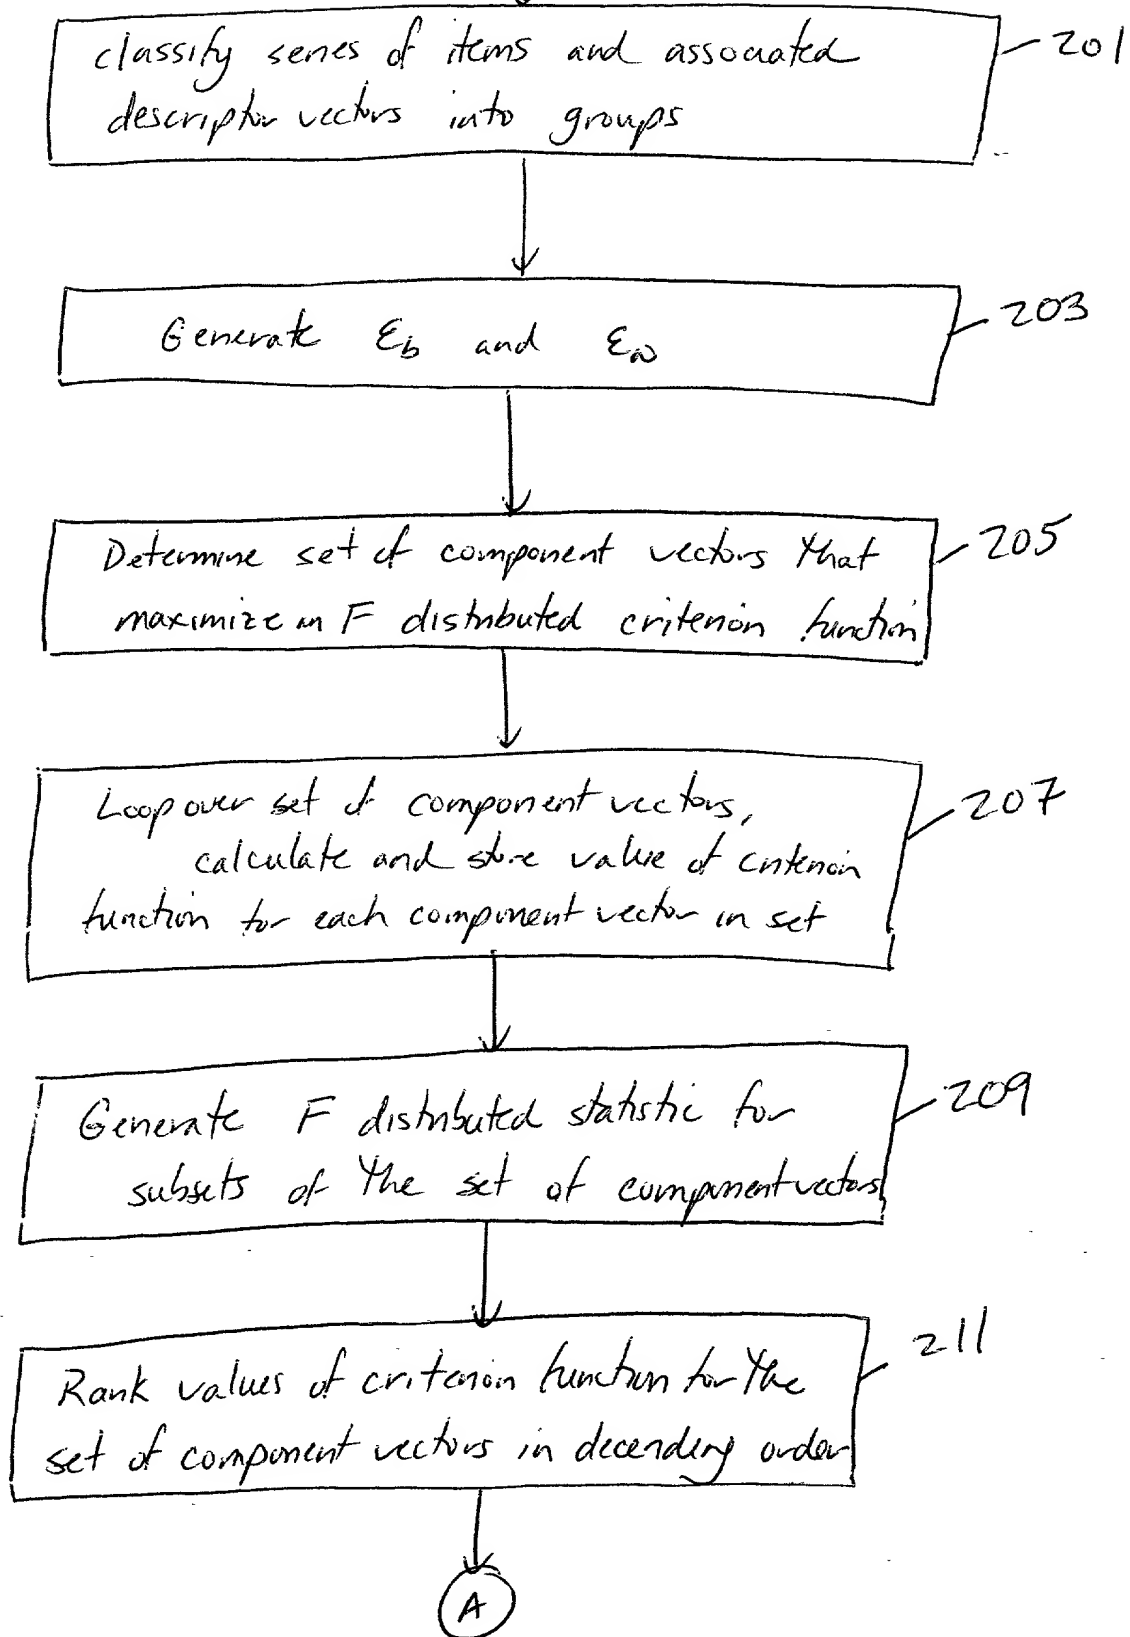 classify series of items and associated
201
descriptor vectors into groups
Generate Ɛb and Ɛω
203
Determine set of component vectors that
205
maximize an F distributed criterion function
Loop over set of component vectors,
207
calculate and store value of criterion
function for each component vector in set
Generate F distributed statistic for
209
subsets of the set of component vectors
Rank values of criterion function for the
211
set of component vectors in decending order
A